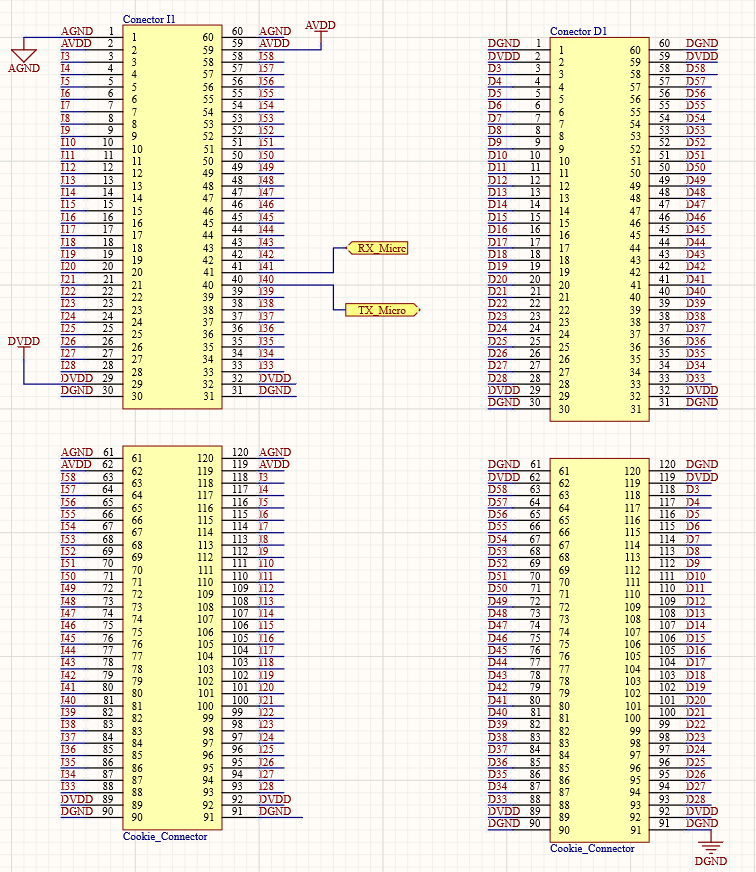 Conector I1
AGND 1 1 60 60 AGND
AVDD 2 2 59 59 AVDD
I3 3 3 58 58 I58
I4 4 4 57 57 I57
I5 5 5 56 56 I56
I6 6 6 55 55 I55
I7 7 7 54 54 I54
I8 8 8 53 53 I53
I9 9 9 52 52 I52
I10 10 10 51 51 I51
I11 11 11 50 50 I50
I12 12 12 49 49 I49
I13 13 13 48 48 I48
I14 14 14 47 47 I47
I15 15 15 46 46 I46
I16 16 16 45 45 I45
I17 17 17 44 44 I44
I18 18 18 43 43 I43
I19 19 19 42 42 I42
I20 20 20 41 41 I41
I21 21 21 40 40 I40
I22 22 22 39 39 I39
I23 23 23 38 38 I38
I24 24 24 37 37 I37
I25 25 25 36 36 I36
I26 26 26 35 35 I35
I27 27 27 34 34 I34
I28 28 28 33 33 I33
DVDD 29 29 32 32 DVDD
DGND 30 30 31 31 DGND
AGND
AVDD
DVDD
RX_Micro
TX_Micro
Conector D1
DGND 1 1 60 60 DGND
DVDD 2 2 59 59 DVDD
D3 3 3 58 58 D58
D4 4 4 57 57 D57
D5 5 5 56 56 D56
D6 6 6 55 55 D55
D7 7 7 54 54 D54
D8 8 8 53 53 D53
D9 9 9 52 52 D52
D10 10 10 51 51 D51
D11 11 11 50 50 D50
D12 12 12 49 49 D49
D13 13 13 48 48 D48
D14 14 14 47 47 D47
D15 15 15 46 46 D46
D16 16 16 45 45 D45
D17 17 17 44 44 D44
D18 18 18 43 43 D43
D19 19 19 42 42 D42
D20 20 20 41 41 D41
D21 21 21 40 40 D40
D22 22 22 39 39 D39
D23 23 23 38 38 D38
D24 24 24 37 37 D37
D25 25 25 36 36 D36
D26 26 26 35 35 D35
D27 27 27 34 34 D34
D28 28 28 33 33 D33
DVDD 29 29 32 32 DVDD
DGND 30 30 31 31 DGND
AGND 61 61 120 120 AGND
AVDD 62 62 119 119 AVDD
I58 63 63 118 118 I3
I57 64 64 117 117 I4
I56 65 65 116 116 I5
I55 66 66 115 115 I6
I54 67 67 114 114 I7
I53 68 68 113 113 I8
I52 69 69 112 112 I9
I51 70 70 111 111 I10
I50 71 71 110 110 I11
I49 72 72 109 109 I12
I48 73 73 108 108 I13
I47 74 74 107 107 I14
I46 75 75 106 106 I15
I45 76 76 105 105 I16
I44 77 77 104 104 I17
I43 78 78 103 103 I18
I42 79 79 102 102 I19
I41 80 80 101 101 I20
I40 81 81 100 100 I21
I39 82 82 99 99 I22
I38 83 83 98 98 I23
I37 84 84 97 97 I24
I36 85 85 96 96 I25
I35 86 86 95 95 I26
I34 87 87 94 94 I27
I33 88 88 93 93 I28
DVDD 89 89 92 92 DVDD
DGND 90 90 91 91 DGND
Cookie_Connector
DGND 61 61 120 120 DGND
DVDD 62 62 119 119 DVDD
D58 63 63 118 118 D3
D57 64 64 117 117 D4
D56 65 65 116 116 D5
D55 66 66 115 115 D6
D54 67 67 114 114 D7
D53 68 68 113 113 D8
D52 69 69 112 112 D9
D51 70 70 111 111 D10
D50 71 71 110 110 D11
D49 72 72 109 109 D12
D48 73 73 108 108 D13
D47 74 74 107 107 D14
D46 75 75 106 106 D15
D45 76 76 105 105 D16
D44 77 77 104 104 D17
D43 78 78 103 103 D18
D42 79 79 102 102 D19
D41 80 80 101 101 D20
D40 81 81 100 100 D21
D39 82 82 99 99 D22
D38 83 83 98 98 D23
D37 84 84 97 97 D24
D36 85 85 96 96 D25
D35 86 86 95 95 D26
D34 87 87 94 94 D27
D33 88 88 93 93 D28
DVDD 89 89 92 92 DVDD
DGND 90 90 91 91 DGND
Cookie_Connector
DGND